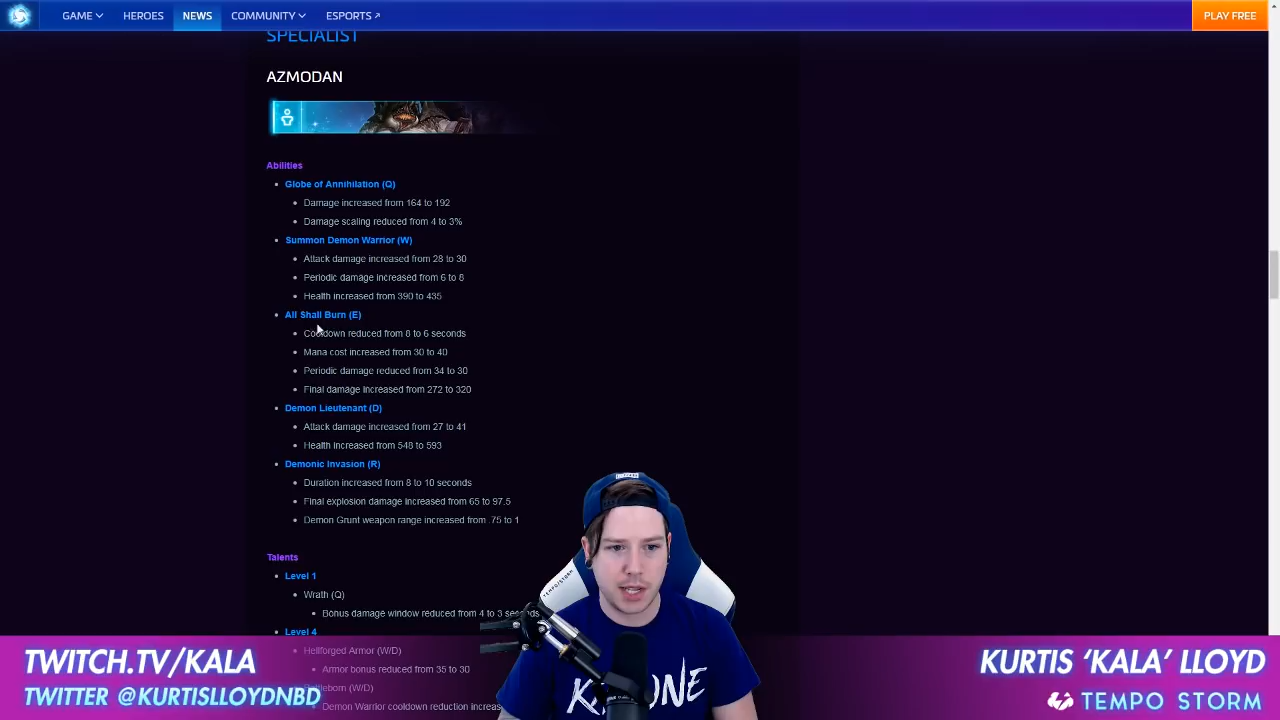 GAME HEROES NEWS COMMUNITY ESPORTS PLAY FREE
SPECIALIST
AZMODAN
Abilities
Globe of Annihilation (Q)
Damage increased from 164 to 192
Damage scaling reduced from 4 to 3%
Summon Demon Warrior (W)
Attack damage increased from 28 to 30
Periodic damage increased from 6 to 8
Health increased from 390 to 435
All Shall Burn (E)
Cooldown reduced from 8 to 6 seconds
Mana cost increased from 30 to 40
Periodic damage reduced from 34 to 30
Final damage increased from 272 to 320
Demon Lieutenant (D)
Attack damage increased from 27 to 41
Health increased from 548 to 593
Demonic Invasion (R)
Duration increased from 8 to 10 seconds
Final explosion damage increased from 65 to 97.5
Demon Grunt weapon range increased from .75 to 1
Talents
Level 1
Wrath (Q)
Bonus damage window reduced from 4 to 3 seconds
Level 4
Hellforged Armor (W/D)
Armor bonus reduced from 35 to 30
Battleborn (W/D)
Demon Warrior cooldown reduction
TWITCH.TV/KALA
TWITTER @KURTISLLOYDNBD
KURTIS 'KALA' LLOYD
TEMPO STORM